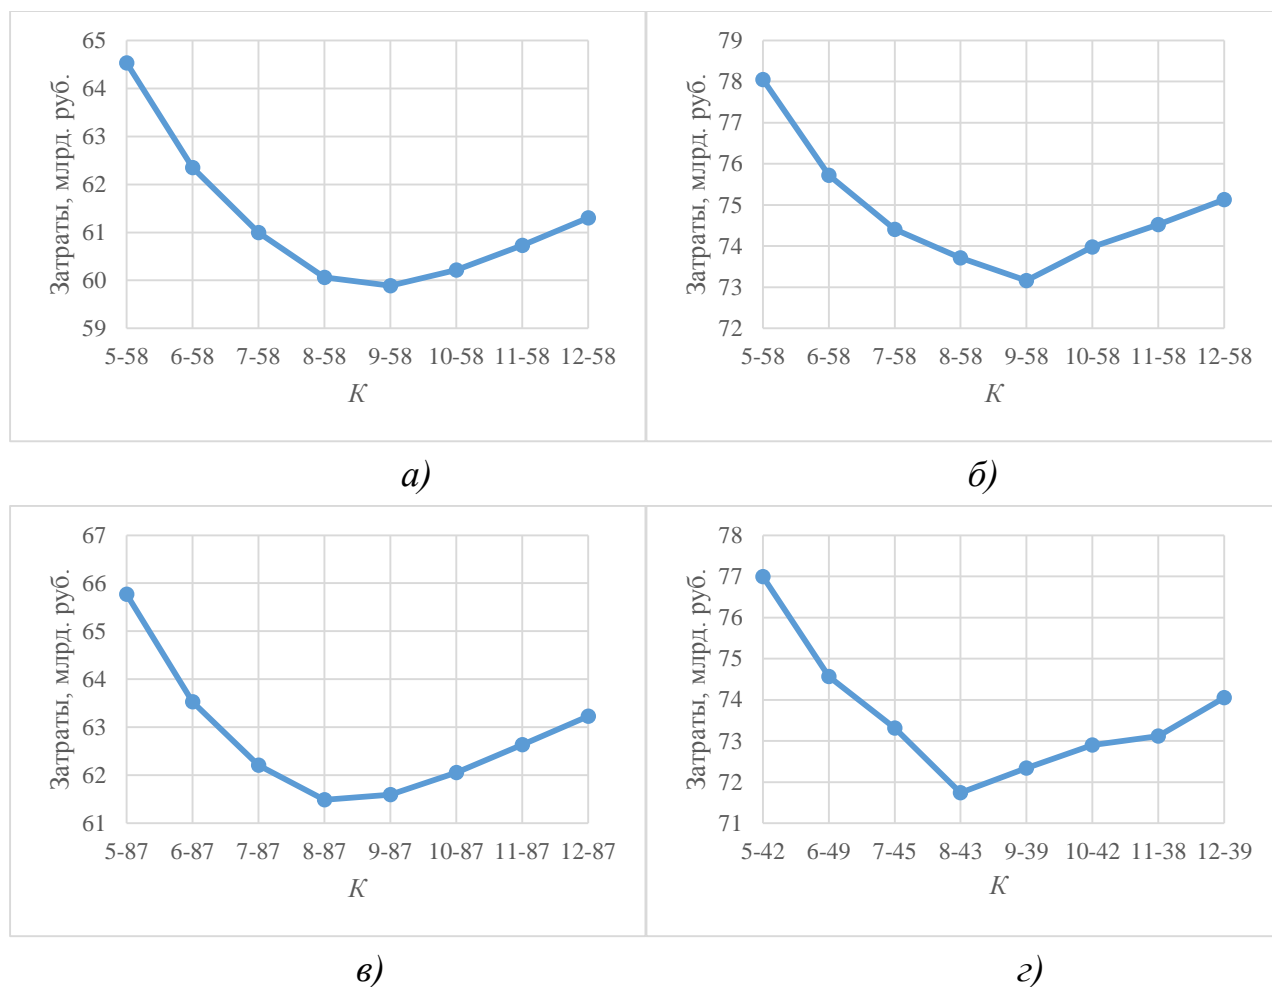 Затраты, млрд. руб.
65
64
63
62
61
60
59
5-58 6-58 7-58 8-58 9-58 10-58 11-58 12-58
К
а)
Затраты, млрд. руб.
79
78
77
76
75
74
73
72
5-58 6-58 7-58 8-58 9-58 10-58 11-58 12-58
К
б)
Затраты, млрд. руб.
67
66
65
64
63
62
61
5-87 6-87 7-87 8-87 9-87 10-87 11-87 12-87
К
в)
Затраты, млрд. руб.
78
77
76
75
74
73
72
71
5-42 6-49 7-45 8-43 9-39 10-42 11-38 12-39
К
г)